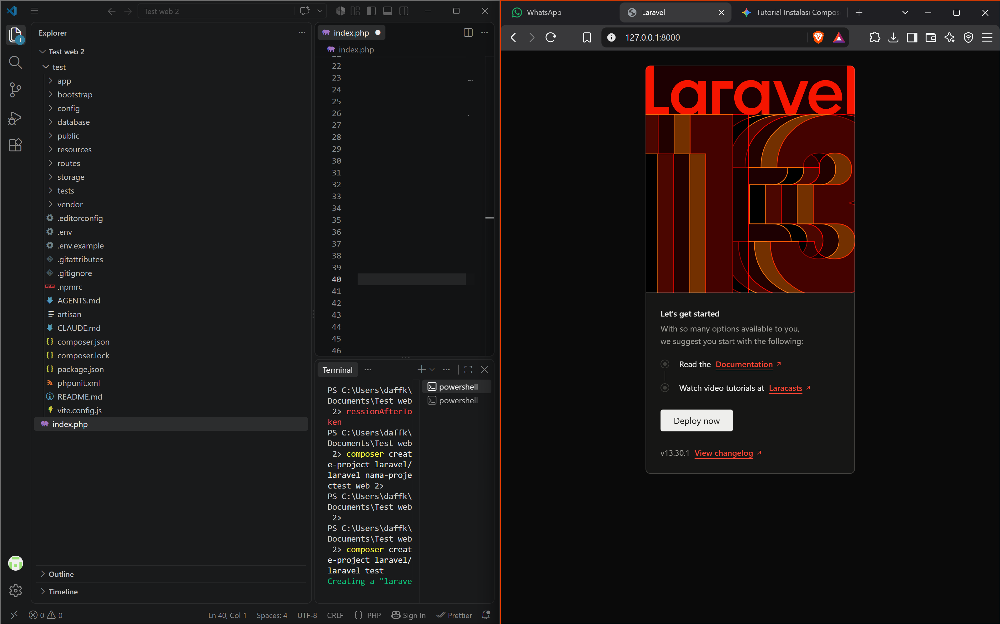 Test web 2
Explorer
Test web 2
test
app
bootstrap
config
database
public
resources
routes
storage
tests
vendor
.editorconfig
.env
.env.example
.gitattributes
.gitignore
.npmrc
AGENTS.md
artisan
CLAUDE.md
composer.json
composer.lock
package.json
phpunit.xml
README.md
vite.config.js
index.php
Outline
Timeline
1
index.php
index.php
22
23
24
25
26
27
28
29
30
31
32
33
34
35
36
37
38
39
40
41
42
43
44
45
46
Terminal
powershell
powershell
PS C:\Users\daffk\
Documents\Test web
2> ressionAfterTo
ken
PS C:\Users\daffk\
Documents\Test web
2> composer creat
e-project laravel/
laravel nama-proje
ctest web 2>
PS C:\Users\daffk\
Documents\Test web
2>
PS C:\Users\daffk\
Documents\Test web
2> composer creat
e-project laravel/
laravel test
Creating a "larave
0 0
Ln 40, Col 1 Spaces: 4 UTF-8 CRLF {} PHP Sign In Prettier
WhatsApp
Laravel
Tutorial Instalasi Compos
127.0.0.1:8000
Laravel
13
Let's get started
With so many options available to you,
we suggest you start with the following:
Read the Documentation
Watch video tutorials at Laracasts
Deploy now
v13.30.1 View changelog